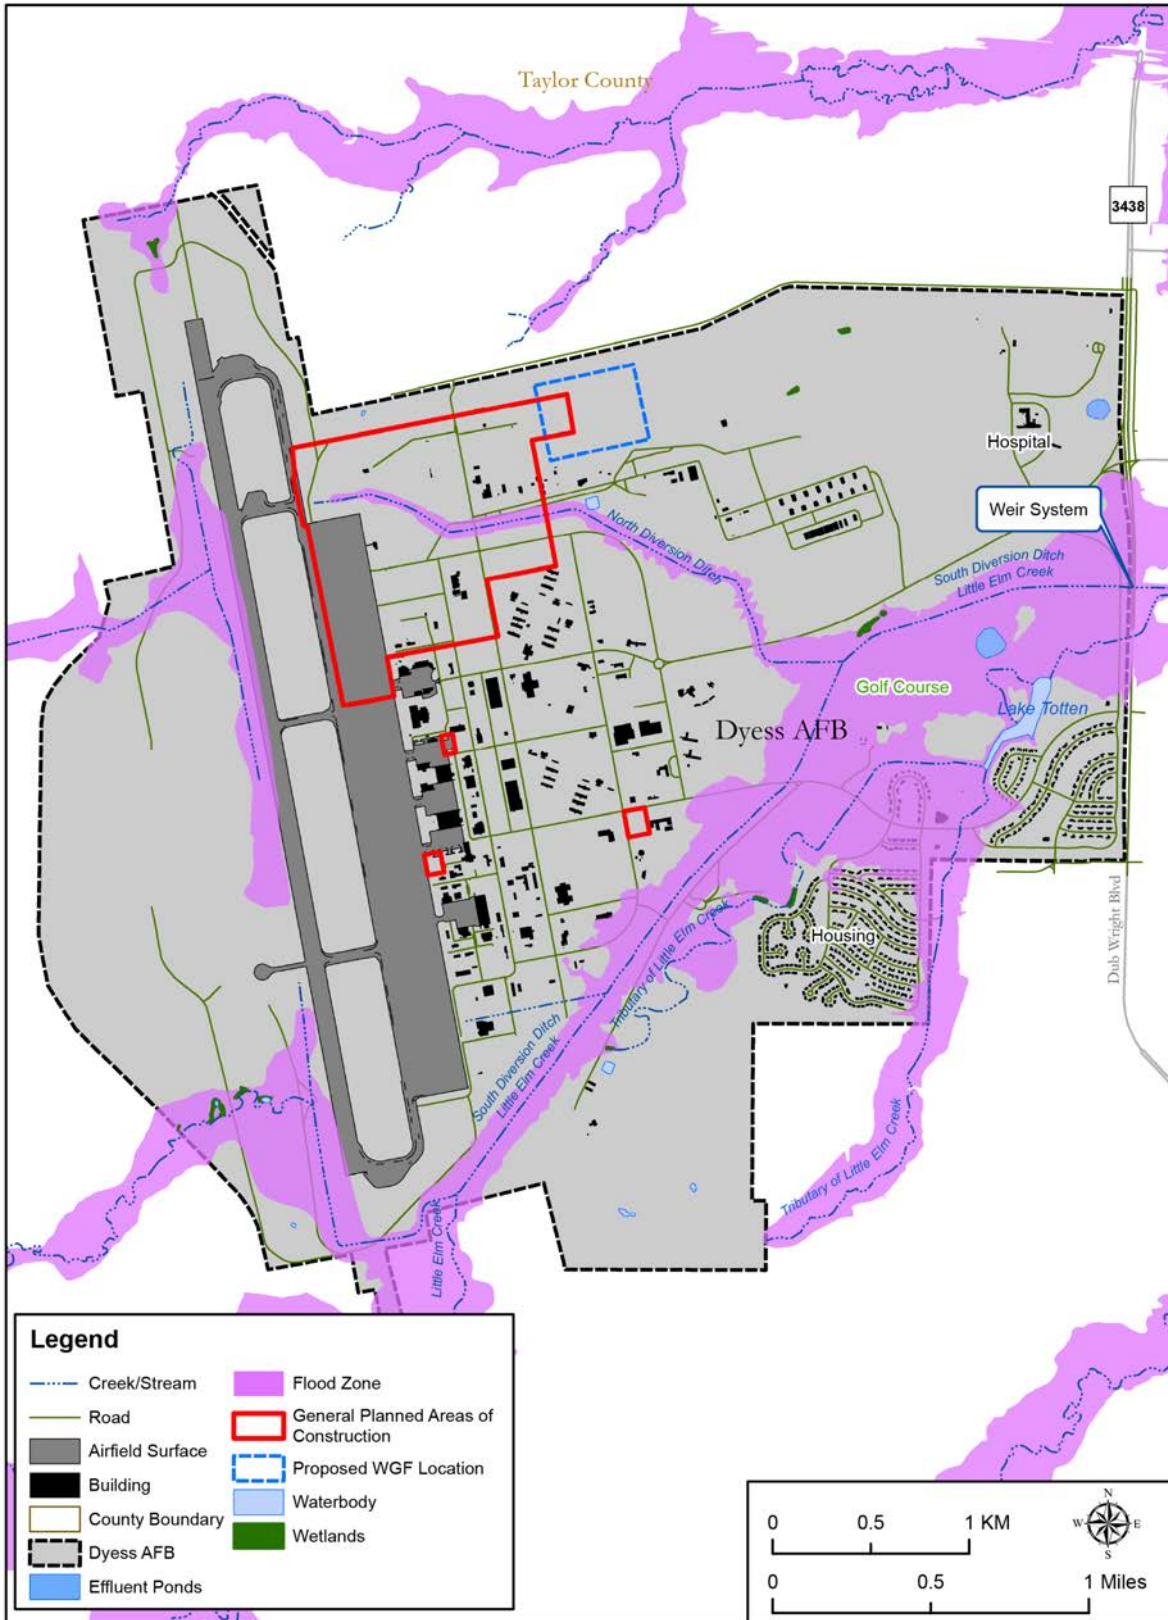 Taylor County
3438
Hospital
Weir System
North Diversion Ditch
South Diversion Ditch
Little Elm Creek
Golf Course
Lake Totten
Dyess AFB
Housing
Dub Wright Blvd
Tributary of Little Elm Creek
South Diversion Ditch
Little Elm Creek
Tributary of Little Elm Creek
Little Elm Creek
Legend
Creek/Stream
Road
Airfield Surface
Building
County Boundary
Dyess AFB
Effluent Ponds
Flood Zone
General Planned Areas of
Construction
Proposed WGF Location
Waterbody
Wetlands
0 0.5 1 KM
N
W E
S
0 0.5 1 Miles